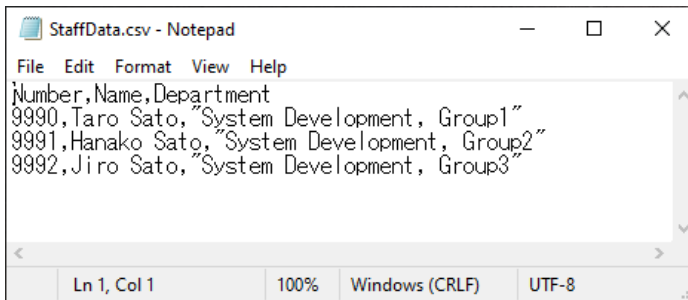 StaffData.csv - Notepad
File Edit Format View Help
Number,Name,Department
9990,Taro Sato,"System Development, Group1"
9991,Hanako Sato,"System Development, Group2"
9992,Jiro Sato,"System Development, Group3"
Ln 1, Col 1 100% Windows (CRLF) UTF-8